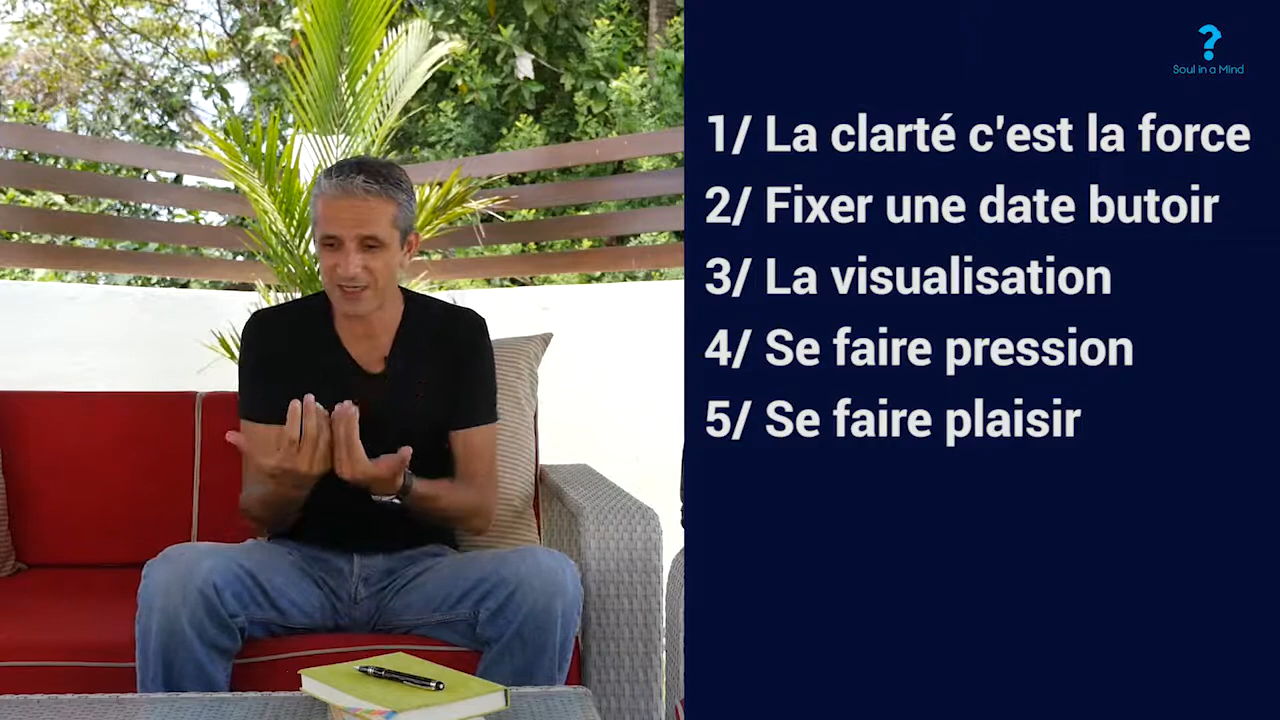 ?
Soul in a Mind
1/ La clarté c'est la force
2/ Fixer une date butoir
3/ La visualisation
4/ Se faire pression
5/ Se faire plaisir